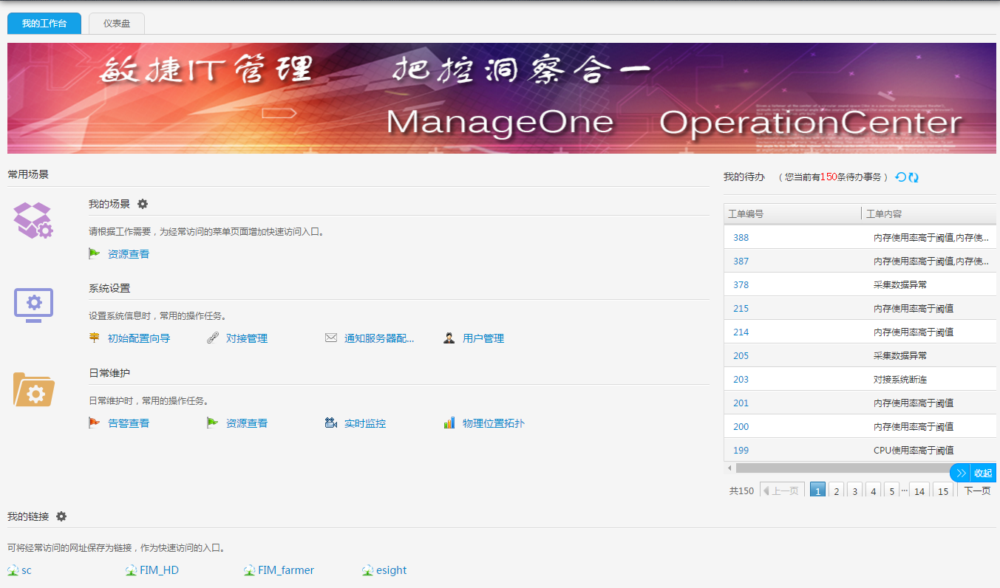 我的工作台 仪表盘
敏捷IT管理 把控洞察合一
ManageOne OperationCenter
常用场景
我的场景
请根据工作需要，为经常访问的菜单页面增加快速访问入口。
资源查看
系统设置
设置系统信息时，常用的操作任务。
初始配置向导 对接管理 通知服务器配... 用户管理
日常维护
日常维护时，常用的操作任务。
告警查看 资源查看 实时监控 物理位置拓扑
我的待办 （您当前有150条待办事务）
工单编号 工单内容
388 内存使用率高于阈值,内存使...
387 内存使用率高于阈值,内存使...
378 采集数据异常
215 内存使用率高于阈值
214 内存使用率高于阈值
205 采集数据异常
203 对接系统断连
201 内存使用率高于阈值
200 内存使用率高于阈值
199 CPU使用率高于阈值
收起
共150 上一页 1 2 3 4 5 ... 14 15 下一页
我的链接
可将经常访问的网址保存为链接，作为快速访问的入口。
sc FIM_HD FIM_farmer esight